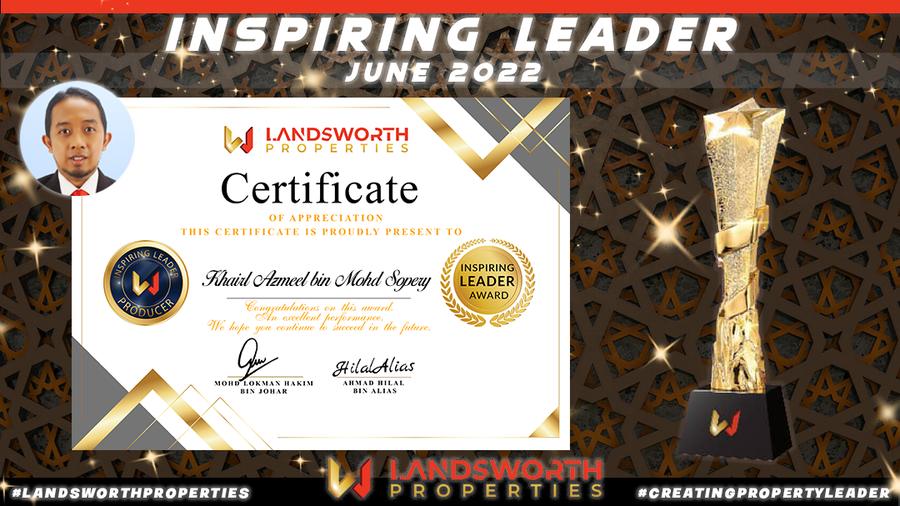 INSPIRING LEADER
JUNE 2022
LANDSWORTH
PROPERTIES
Certificate
OF APPRECIATION
THIS CERTIFICATE IS PROUDLY PRESENT TO
INSPIRING LEADER
PRODUCER
Khairl Azmeel bin Mohd Sopery
INSPIRING
LEADER
AWARD
Congratulations on this award.
An excellent performance,
We hope you continue to succeed in the future.
HilalAlias
MOHD LOKMAN HAKIM
BIN JOHAR
AHMAD HILAL
BIN ALIAS
LANDSWORTH
PROPERTIES
#LANDSWORTHPROPERTIES
#CREATINGPROPERTYLEADER